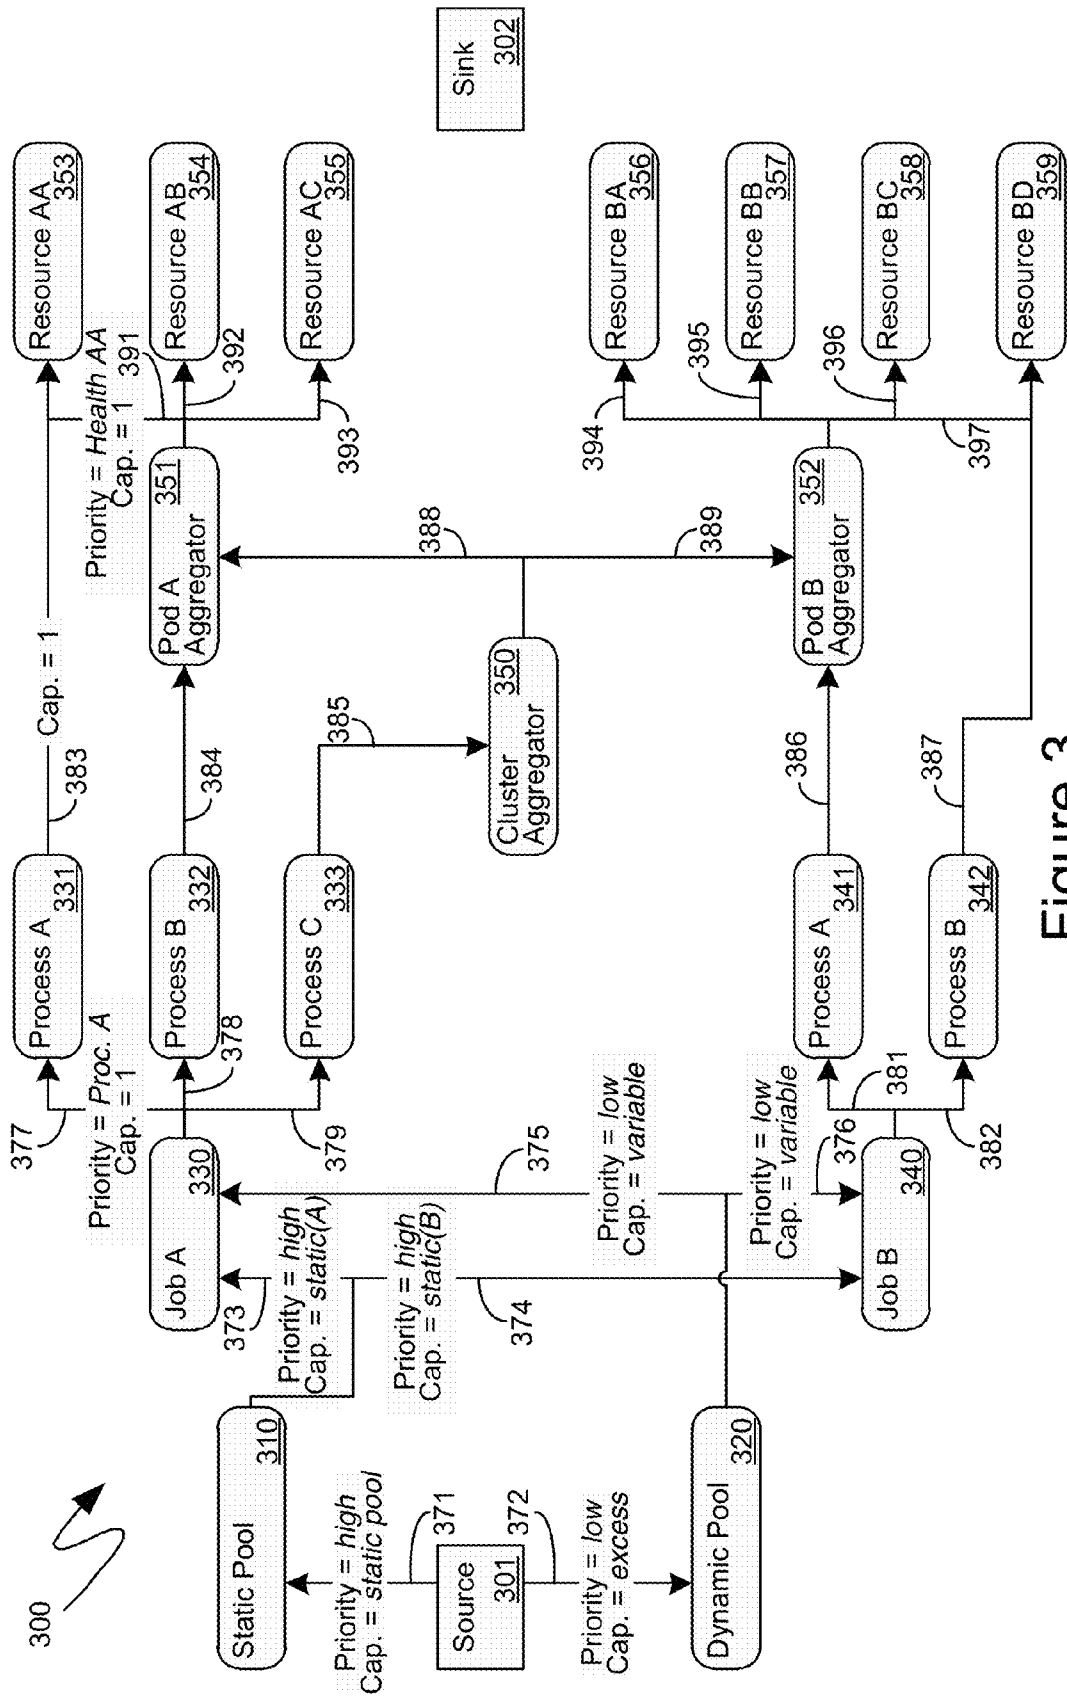 300
Static Pool
310
Priority = high
Cap. = static pool
371
Source
301
372
Priority = low
Cap. = excess
Dynamic Pool
320
373
Priority = high
Cap. = static(A)
Priority = high
Cap. = static(B)
374
375
Priority = low
Cap. = variable
Priority = low
Cap. = variable
376
Job A
330
Job B
340
377
Priority = Proc. A
Cap. = 1
378
379
381
382
Process A
331
Process B
332
Process C
333
Process A
341
Process B
342
383
Cap. = 1
384
385
386
387
Cluster
Aggregator
350
388
389
Pod A
Aggregator
351
Pod B
Aggregator
352
Priority = Health AA
Cap. = 1
391
392
393
394
395
396
397
Resource AA
353
Resource AB
354
Resource AC
355
Resource BA
356
Resource BB
357
Resource BC
358
Resource BD
359
Sink
302
Figure 3